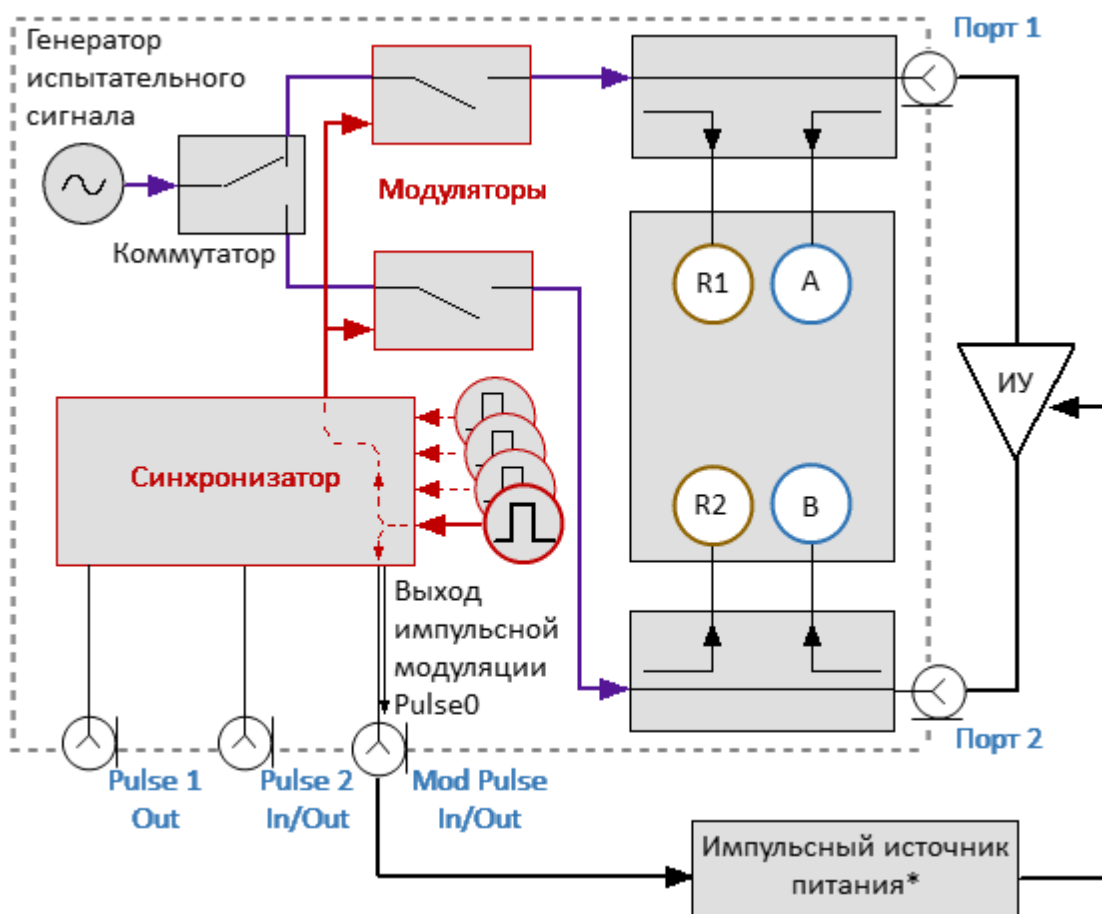 Порт 1
Генератор
испытательного
сигнала
Модуляторы
Коммутатор
R1
A
ИУ
Синхронизатор
R2
B
Выход
импульсной
модуляции
Pulse0
Порт 2
Pulse 1
Out
Pulse 2
In/Out
Mod Pulse
In/Out
Импульсный источник
питания*